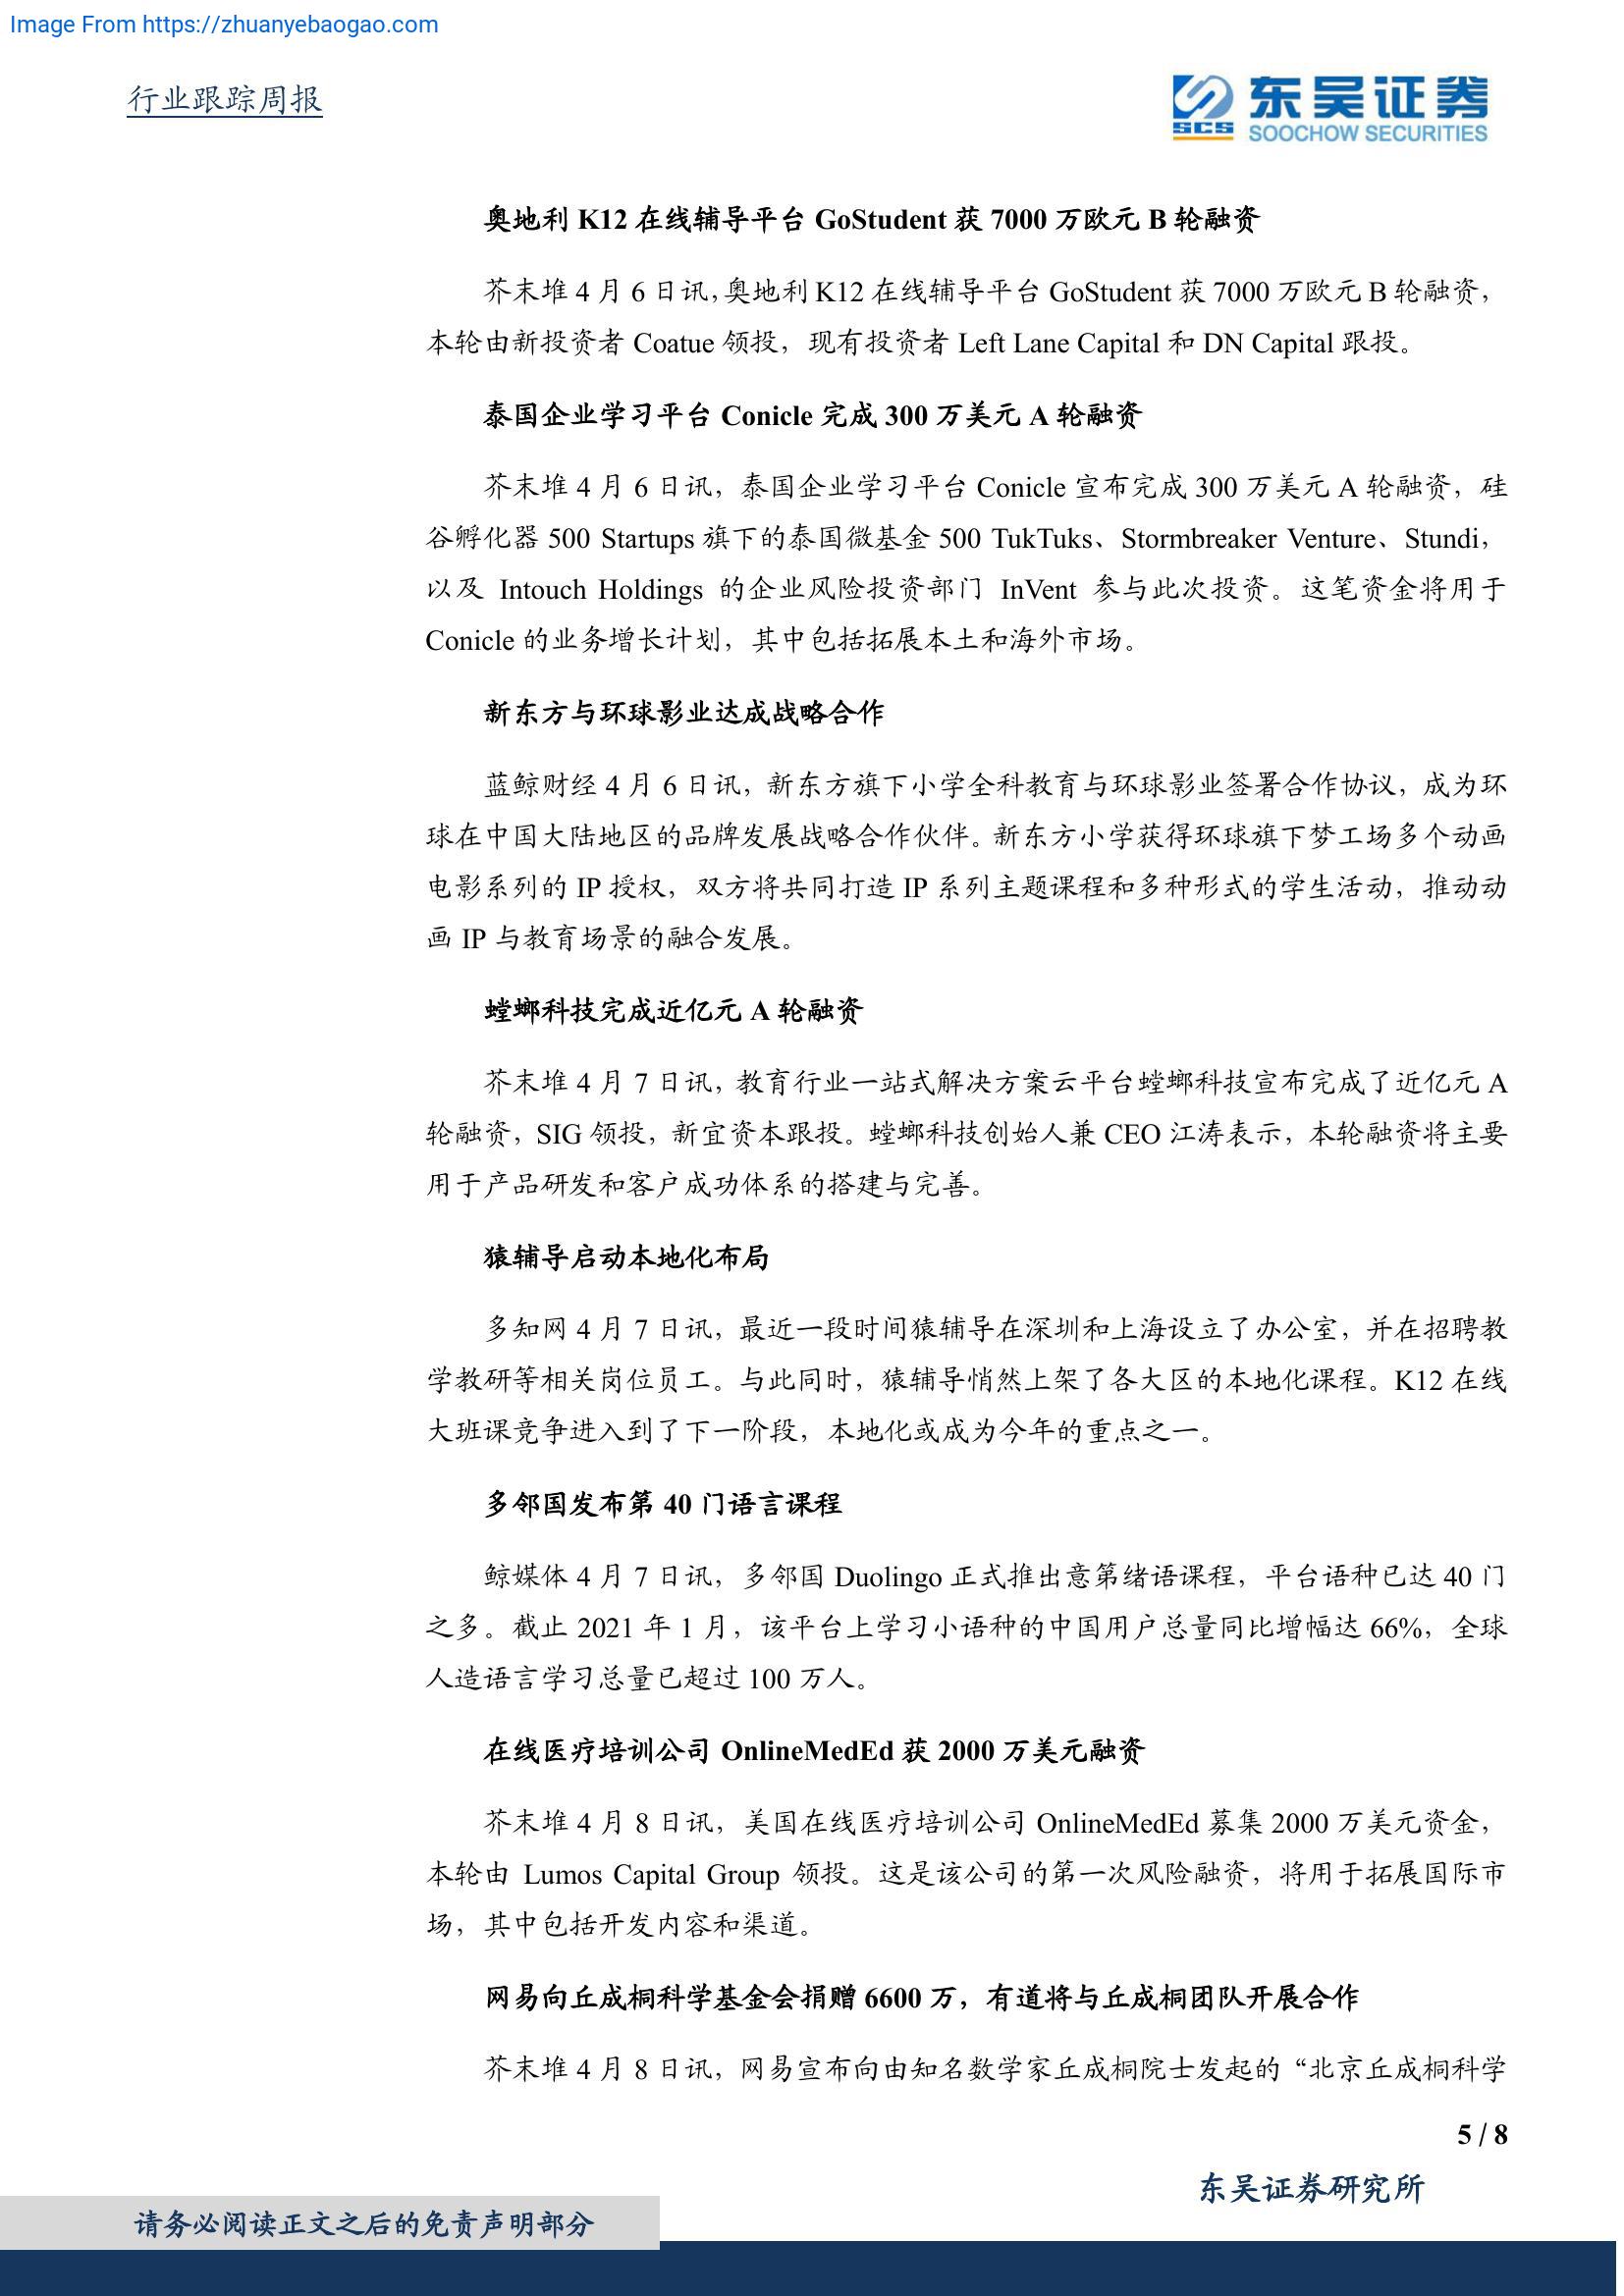 Image From https://zhuanyebaogao.com
行业跟踪周报
SCS 东吴证券
SOOCHOW SECURITIES
奥地利 K12 在线辅导平台 GoStudent 获 7000 万欧元 B 轮融资
芥末堆 4 月 6 日讯，奥地利 K12 在线辅导平台 GoStudent 获 7000 万欧元 B 轮融资，
本轮由新投资者 Coatue 领投，现有投资者 Left Lane Capital 和 DN Capital 跟投。
泰国企业学习平台 Conicle 完成 300 万美元 A 轮融资
芥末堆 4 月 6 日讯，泰国企业学习平台 Conicle 宣布完成 300 万美元 A 轮融资，硅
谷孵化器 500 Startups 旗下的泰国微基金 500 TukTuks、Stormbreaker Venture、Stundi，
以及 Intouch Holdings 的企业风险投资部门 InVent 参与此次投资。这笔资金将用于
Conicle 的业务增长计划，其中包括拓展本土和海外市场。
新东方与环球影业达成战略合作
蓝鲸财经 4 月 6 日讯，新东方旗下小学全科教育与环球影业签署合作协议，成为环
球在中国大陆地区的品牌发展战略合作伙伴。新东方小学获得环球旗下梦工场多个动画
电影系列的 IP 授权，双方将共同打造 IP 系列主题课程和多种形式的学生活动，推动动
画 IP 与教育场景的融合发展。
螳螂科技完成近亿元 A 轮融资
芥末堆 4 月 7 日讯，教育行业一站式解决方案云平台螳螂科技宣布完成了近亿元 A
轮融资，SIG 领投，新宜资本跟投。螳螂科技创始人兼 CEO 江涛表示，本轮融资将主要
用于产品研发和客户成功体系的搭建与完善。
猿辅导启动本地化布局
多知网 4 月 7 日讯，最近一段时间猿辅导在深圳和上海设立了办公室，并在招聘教
学教研等相关岗位员工。与此同时，猿辅导悄然上架了各大区的本地化课程。K12 在线
大班课竞争进入到了下一阶段，本地化或成为今年的重点之一。
多邻国发布第 40 门语言课程
鲸媒体 4 月 7 日讯，多邻国 Duolingo 正式推出意第绪语课程，平台语种已达 40 门
之多。截止 2021 年 1 月，该平台上学习小语种的中国用户总量同比增幅达 66%，全球
人造语言学习总量已超过 100 万人。
在线医疗培训公司 OnlineMedEd 获 2000 万美元融资
芥末堆 4 月 8 日讯，美国在线医疗培训公司 OnlineMedEd 募集 2000 万美元资金，
本轮由 Lumos Capital Group 领投。这是该公司的第一次风险融资，将用于拓展国际市
场，其中包括开发内容和渠道。
网易向丘成桐科学基金会捐赠 6600 万，有道将与丘成桐团队开展合作
芥末堆 4 月 8 日讯，网易宣布向由知名数学家丘成桐院士发起的“北京丘成桐科学
5 / 8
东吴证券研究所
请务必阅读正文之后的免责声明部分